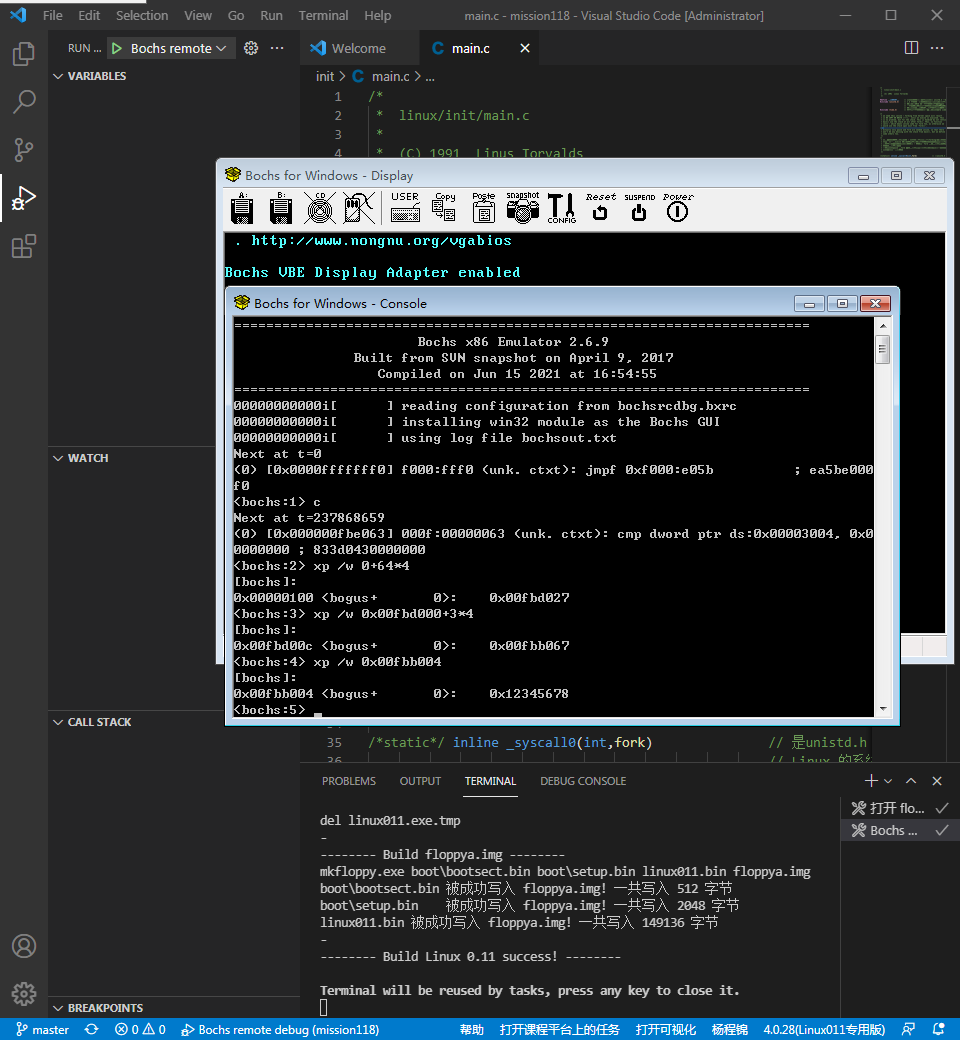 File Edit Selection View Go Run Terminal Help
main.c - mission118 - Visual Studio Code [Administrator]
RUN ... Bochs remote
Welcome
main.c
VARIABLES
init > main.c > ...
1 /*
2 * linux/init/main.c
3 *
4 * (C) 1991 Linus Torvalds
Bochs for Windows - Display
A: B: CD USER Copy Paste snapshot CONFIG Reset SUSPEND Power
. http://www.nongnu.org/vgabios
Bochs VBE Display Adapter enabled
Bochs for Windows - Console
========================================================================
Bochs x86 Emulator 2.6.9
Built from SVN snapshot on April 9, 2017
Compiled on Jun 15 2021 at 16:54:55
========================================================================
00000000000i[      ] reading configuration from bochsrcdbg.bxrc
00000000000i[      ] installing win32 module as the Bochs GUI
00000000000i[      ] using log file bochsout.txt
Next at t=0
(0) [0x0000fffffff0] f000:fff0 (unk. ctxt): jmpf 0xf000:e05b          ; ea5be000
f0
<bochs:1> c
Next at t=237868659
(0) [0x000000fbe063] 000f:00000063 (unk. ctxt): cmp dword ptr ds:0x00003004, 0x0
0000000 ; 833d0430000000
<bochs:2> xp /w 0+64*4
[bochs]:
0x00000100 <bogus+       0>:    0x00fbd027
<bochs:3> xp /w 0x00fbd000+3*4
[bochs]:
0x00fbd00c <bogus+       0>:    0x00fbb067
<bochs:4> xp /w 0x00fbb004
[bochs]:
0x00fbb004 <bogus+       0>:    0x12345678
<bochs:5>
WATCH
CALL STACK
35 /*static*/ inline _syscall0(int,fork) // 是unistd.h
36 // Linux 的系统
PROBLEMS OUTPUT TERMINAL DEBUG CONSOLE
打开 flo...
Bochs ...
del linux011.exe.tmp
-
-------- Build floppya.img --------
mkfloppy.exe boot\bootsect.bin boot\setup.bin linux011.bin floppya.img
boot\bootsect.bin 被成功写入 floppya.img! 一共写入 512 字节
boot\setup.bin 被成功写入 floppya.img! 一共写入 2048 字节
linux011.bin 被成功写入 floppya.img! 一共写入 149136 字节
-
-------- Build Linux 0.11 success! --------
Terminal will be reused by tasks, press any key to close it.
BREAKPOINTS
master 0 0 Bochs remote debug (mission118) 帮助 打开课程平台上的任务 打开可视化 杨程锦 4.0.28(Linux011专用版)